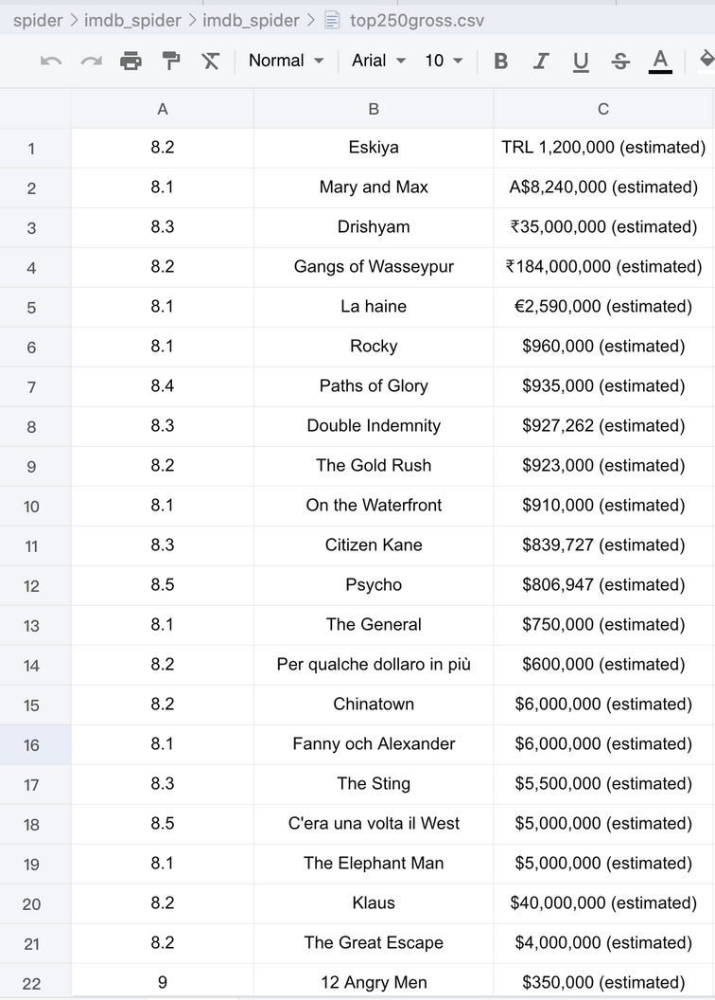 spider > imdb_spider > imdb_spider > top250gross.csv
Normal Arial 10 B I U S A
A B C
1 8.2 Eskiya TRL 1,200,000 (estimated)
2 8.1 Mary and Max A$8,240,000 (estimated)
3 8.3 Drishyam ₹35,000,000 (estimated)
4 8.2 Gangs of Wasseypur ₹184,000,000 (estimated)
5 8.1 La haine €2,590,000 (estimated)
6 8.1 Rocky $960,000 (estimated)
7 8.4 Paths of Glory $935,000 (estimated)
8 8.3 Double Indemnity $927,262 (estimated)
9 8.2 The Gold Rush $923,000 (estimated)
10 8.1 On the Waterfront $910,000 (estimated)
11 8.3 Citizen Kane $839,727 (estimated)
12 8.5 Psycho $806,947 (estimated)
13 8.1 The General $750,000 (estimated)
14 8.2 Per qualche dollaro in più $600,000 (estimated)
15 8.2 Chinatown $6,000,000 (estimated)
16 8.1 Fanny och Alexander $6,000,000 (estimated)
17 8.3 The Sting $5,500,000 (estimated)
18 8.5 C'era una volta il West $5,000,000 (estimated)
19 8.1 The Elephant Man $5,000,000 (estimated)
20 8.2 Klaus $40,000,000 (estimated)
21 8.2 The Great Escape $4,000,000 (estimated)
22 9 12 Angry Men $350,000 (estimated)